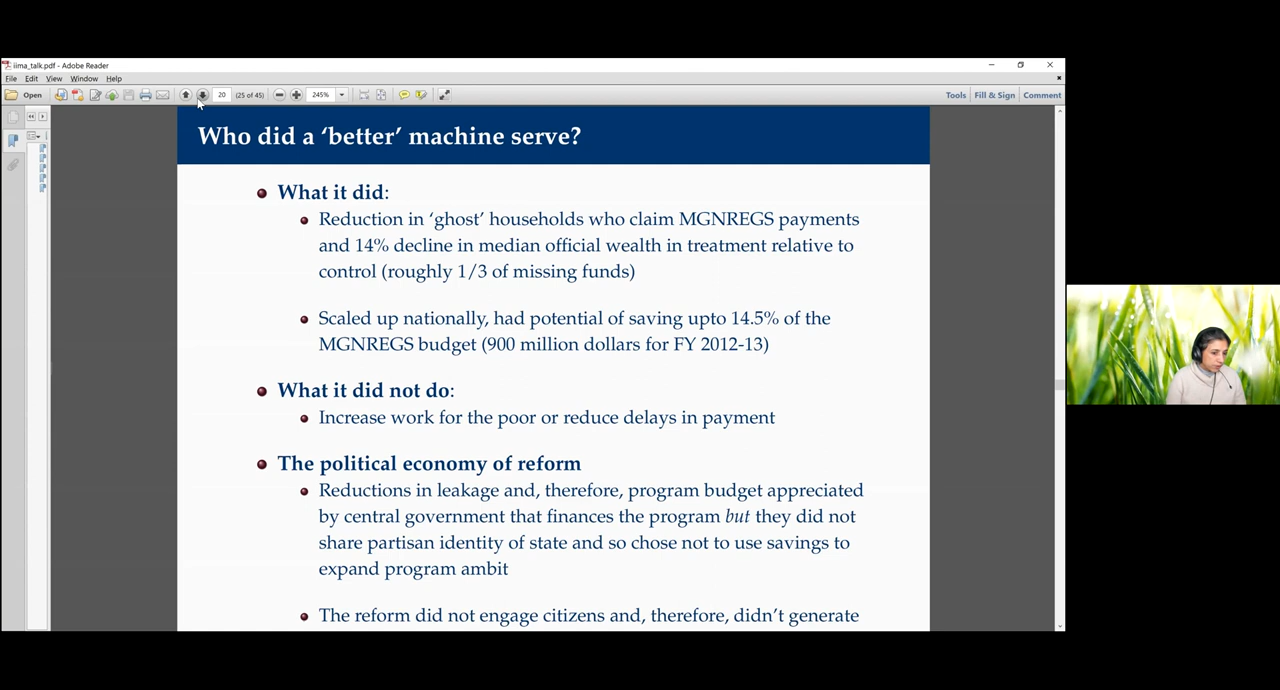 iima_talk.pdf - Adobe Reader
File Edit View Window Help
Open 20 (25 of 45) 245% Tools Fill & Sign Comment
Who did a ‘better’ machine serve?
What it did:
Reduction in ‘ghost’ households who claim MGNREGS payments
and 14% decline in median official wealth in treatment relative to
control (roughly 1/3 of missing funds)
Scaled up nationally, had potential of saving upto 14.5% of the
MGNREGS budget (900 million dollars for FY 2012-13)
What it did not do:
Increase work for the poor or reduce delays in payment
The political economy of reform
Reductions in leakage and, therefore, program budget appreciated
by central government that finances the program but they did not
share partisan identity of state and so chose not to use savings to
expand program ambit
The reform did not engage citizens and, therefore, didn’t generate